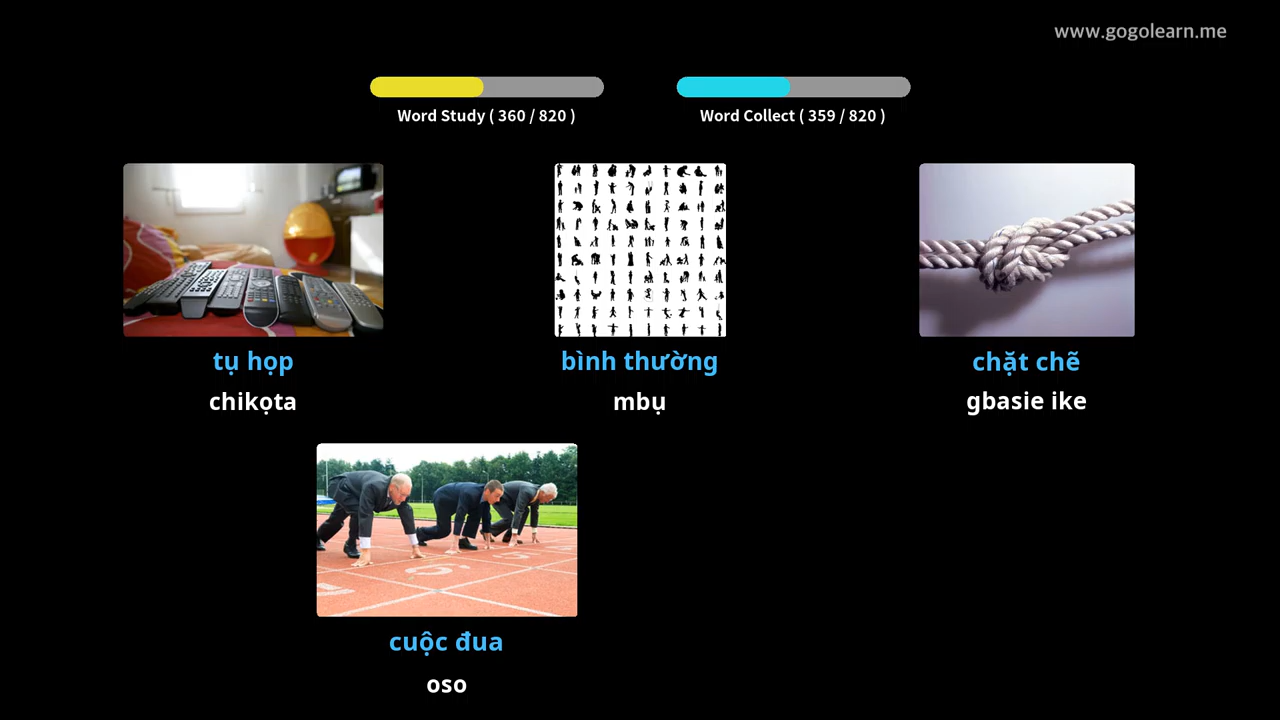 www.gogolearn.me
Word Study ( 360 / 820 )
Word Collect ( 359 / 820 )
tụ họp
bình thường
chặt chẽ
chikọta
mbụ
gbasie ike
cuộc đua
oso